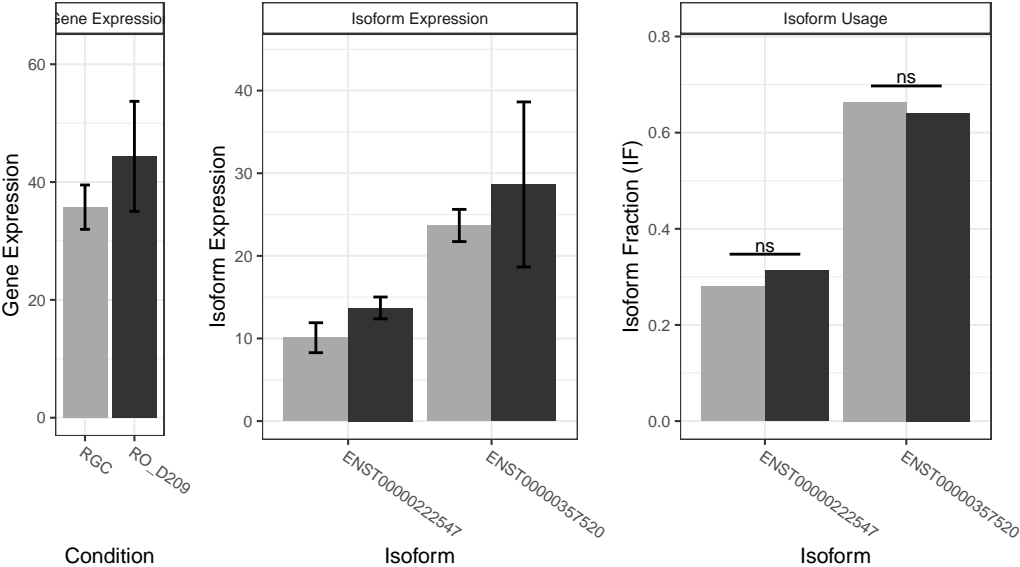 Gene Expression
60
40
20
0
Gene Expression
RGC
RO_D209
Condition
Isoform Expression
40
30
20
10
0
Isoform Expression
ENST00000222547
ENST00000357520
Isoform
Isoform Usage
0.8
0.6
0.4
0.2
0.0
Isoform Fraction (IF)
ns
ns
ENST00000222547
ENST00000357520
Isoform